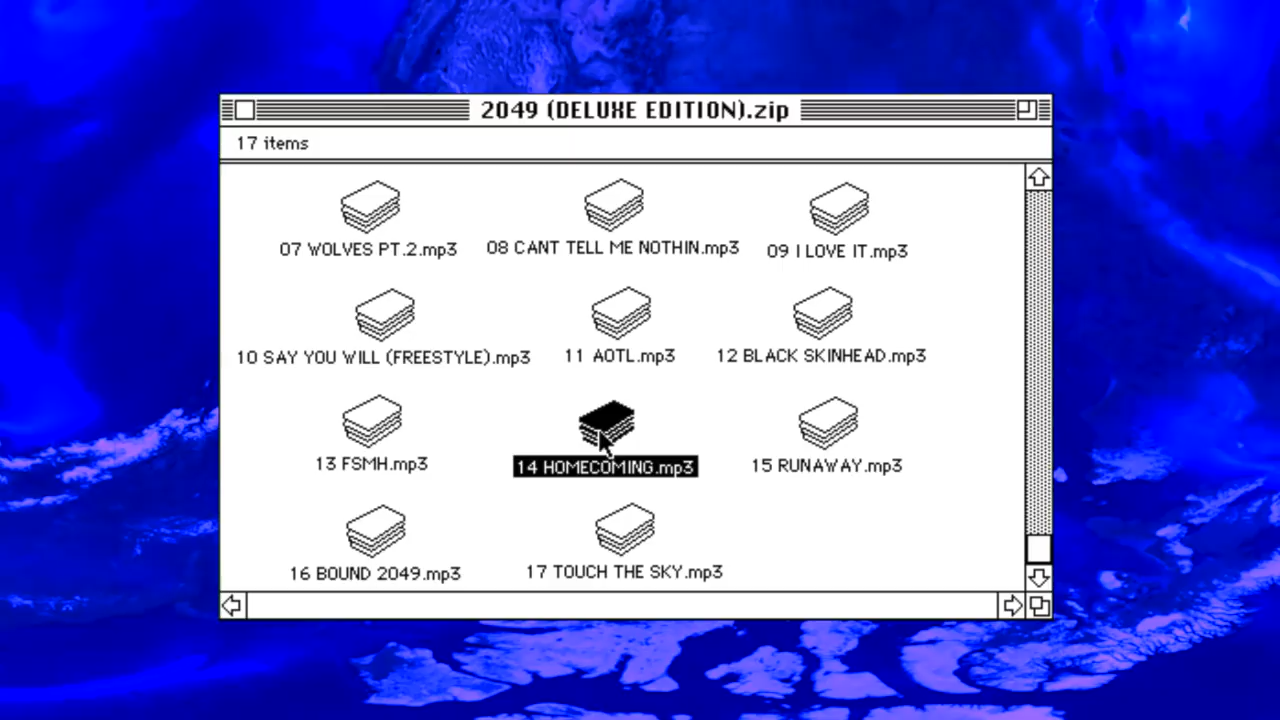 2049 (DELUXE EDITION).zip
17 items
07 WOLVES PT.2.mp3
08 CANT TELL ME NOTHIN.mp3
09 I LOVE IT.mp3
10 SAY YOU WILL (FREESTYLE).mp3
11 AOTL.mp3
12 BLACK SKINHEAD.mp3
13 FSMH.mp3
14 HOMECOMING.mp3
15 RUNAWAY.mp3
16 BOUND 2049.mp3
17 TOUCH THE SKY.mp3